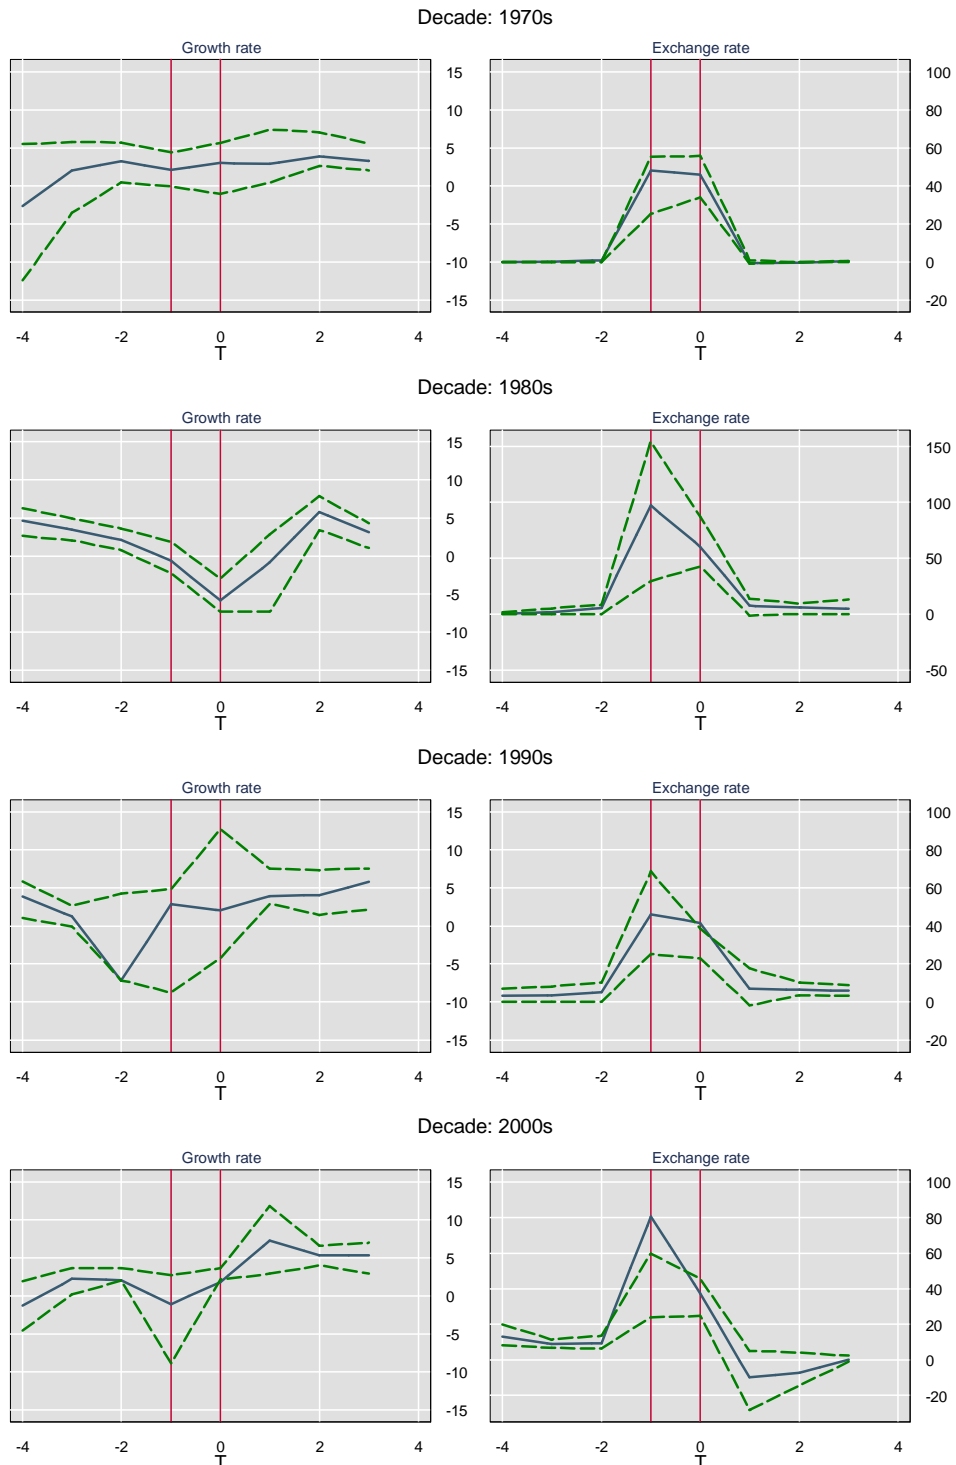 Decade: 1970s
Growth rate Exchange rate
15 100
10 80
5 60
0 40
-5 20
-10 0
-15 -20
-4 -2 0 2 4 -4 -2 0 2 4
T T
Decade: 1980s
Growth rate Exchange rate
15 150
10 100
5 50
0 0
-5 -50
-10
-15
-4 -2 0 2 4 -4 -2 0 2 4
T T
Decade: 1990s
Growth rate Exchange rate
15 100
10 80
5 60
0 40
-5 20
-10 0
-15 -20
-4 -2 0 2 4 -4 -2 0 2 4
T T
Decade: 2000s
Growth rate Exchange rate
15 100
10 80
5 60
0 40
-5 20
-10 0
-15 -20
-4 -2 0 2 4 -4 -2 0 2 4
T T